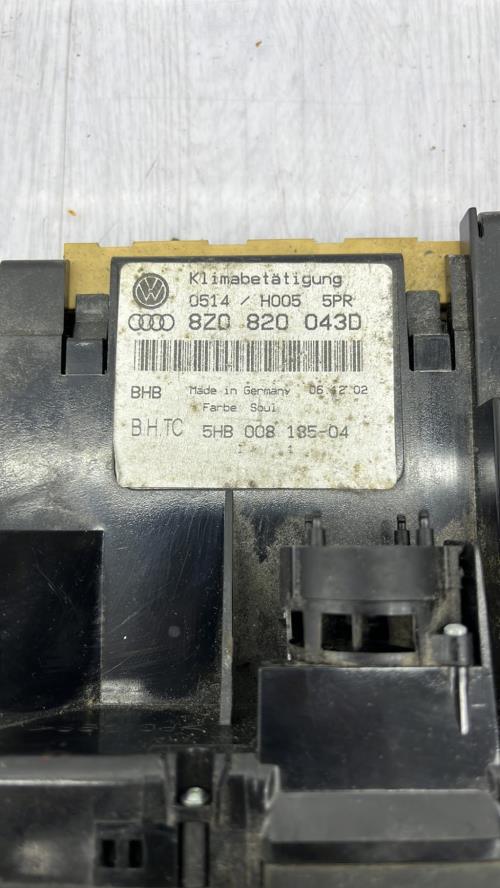 Klimabetätigung
0514 / H005 5PR
8Z0 820 043D
BHB Made in Germany 06.12.02
Farbe Soul
B.H.TC 5HB 008 185-04